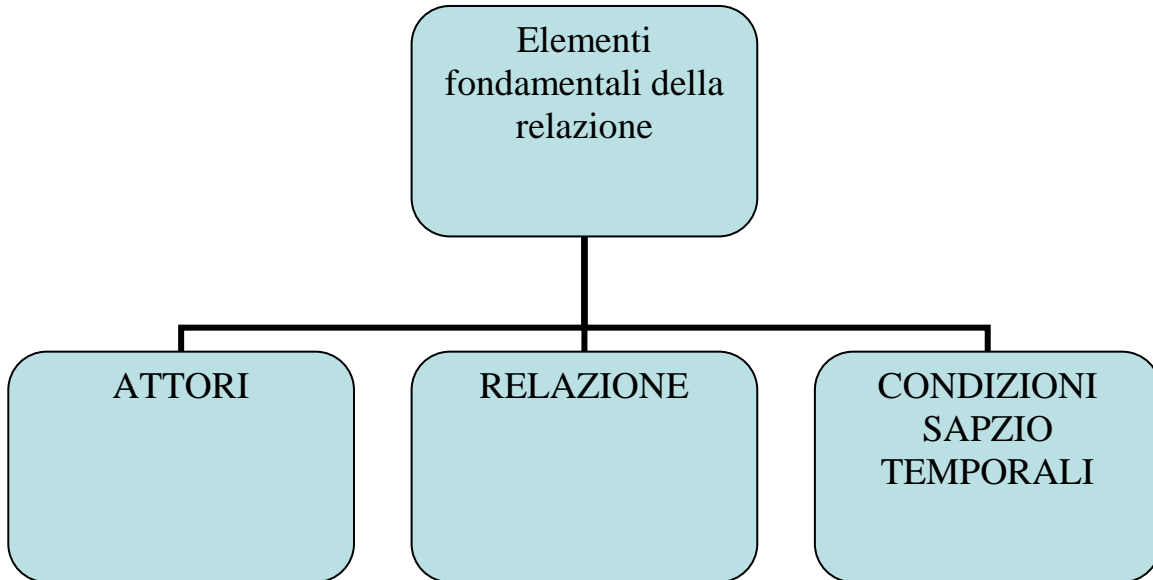 Elementi
fondamentali della
relazione
ATTORI
RELAZIONE
CONDIZIONI
SAPZIO
TEMPORALI